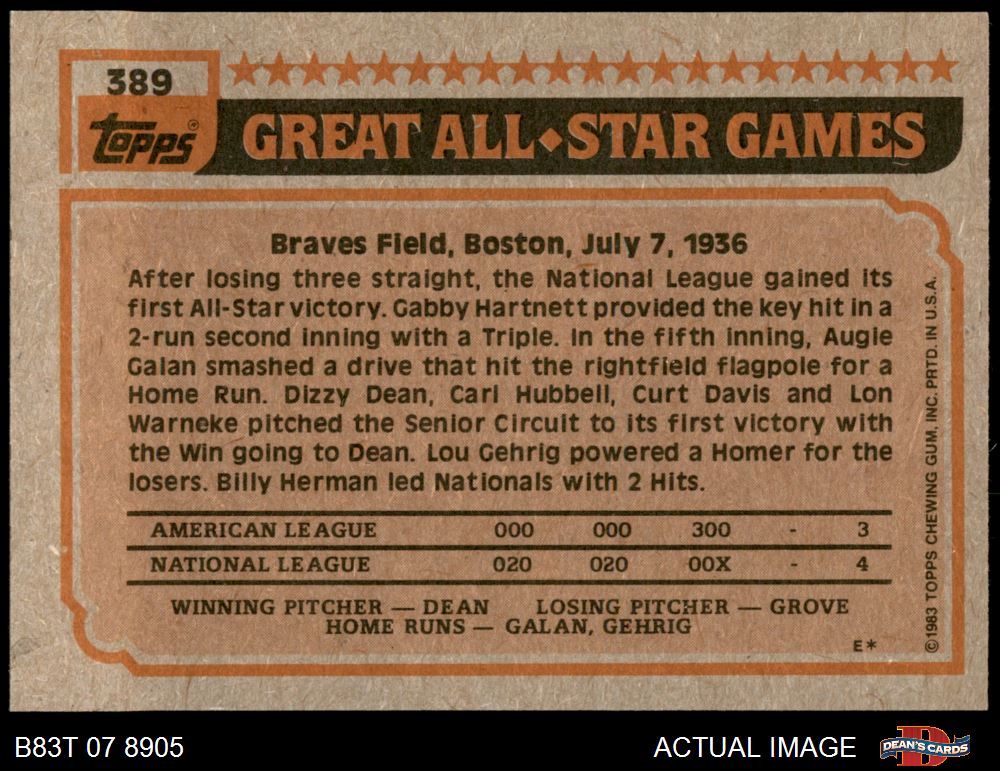 389
topps®
GREAT ALL◆STAR GAMES
Braves Field, Boston, July 7, 1936
After losing three straight, the National League gained its
first All-Star victory. Gabby Hartnett provided the key hit in a
2-run second inning with a Triple. In the fifth inning, Augie
Galan smashed a drive that hit the rightfield flagpole for a
Home Run. Dizzy Dean, Carl Hubbell, Curt Davis and Lon
Warneke pitched the Senior Circuit to its first victory with
the Win going to Dean. Lou Gehrig powered a Homer for the
losers. Billy Herman led Nationals with 2 Hits.
AMERICAN LEAGUE 000 000 300 - 3
NATIONAL LEAGUE 020 020 00X - 4
WINNING PITCHER — DEAN LOSING PITCHER — GROVE
HOME RUNS — GALAN, GEHRIG
E*
©1983 TOPPS CHEWING GUM, INC. PRTD. IN U.S.A.
B83T 07 8905
ACTUAL IMAGE
DEAN'S CARDS